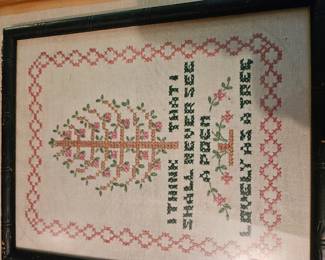 I THINK THAT I
SHALL NEVER SEE
A POEM
LOVELY AS A TREE